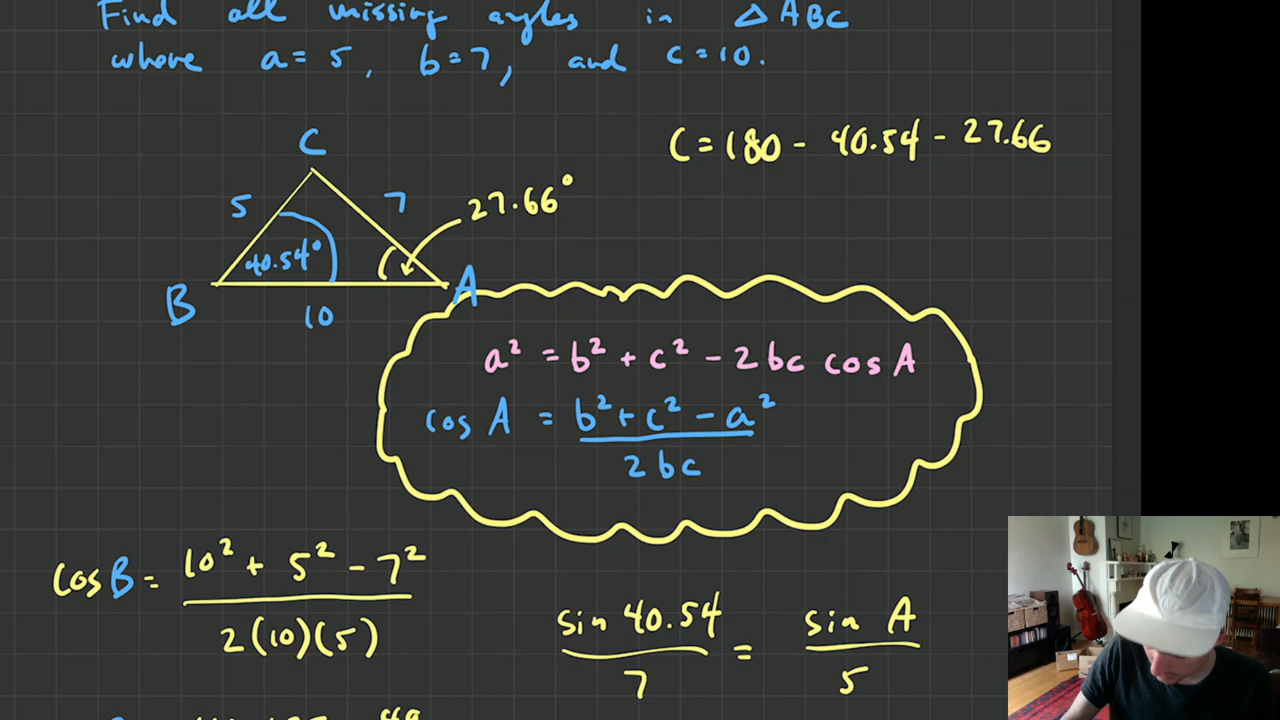 Find all missing angles in △ABC
where a = 5, b = 7, and c = 10.
C = 180 - 40.54 - 27.66
C
5
7
27.66°
40.54°
B
A
10
a² = b² + c² - 2bc cos A
cos A = b² + c² - a²
2bc
cos B = 10² + 5² - 7²
2(10)(5)
sin 40.54 = sin A
7
5